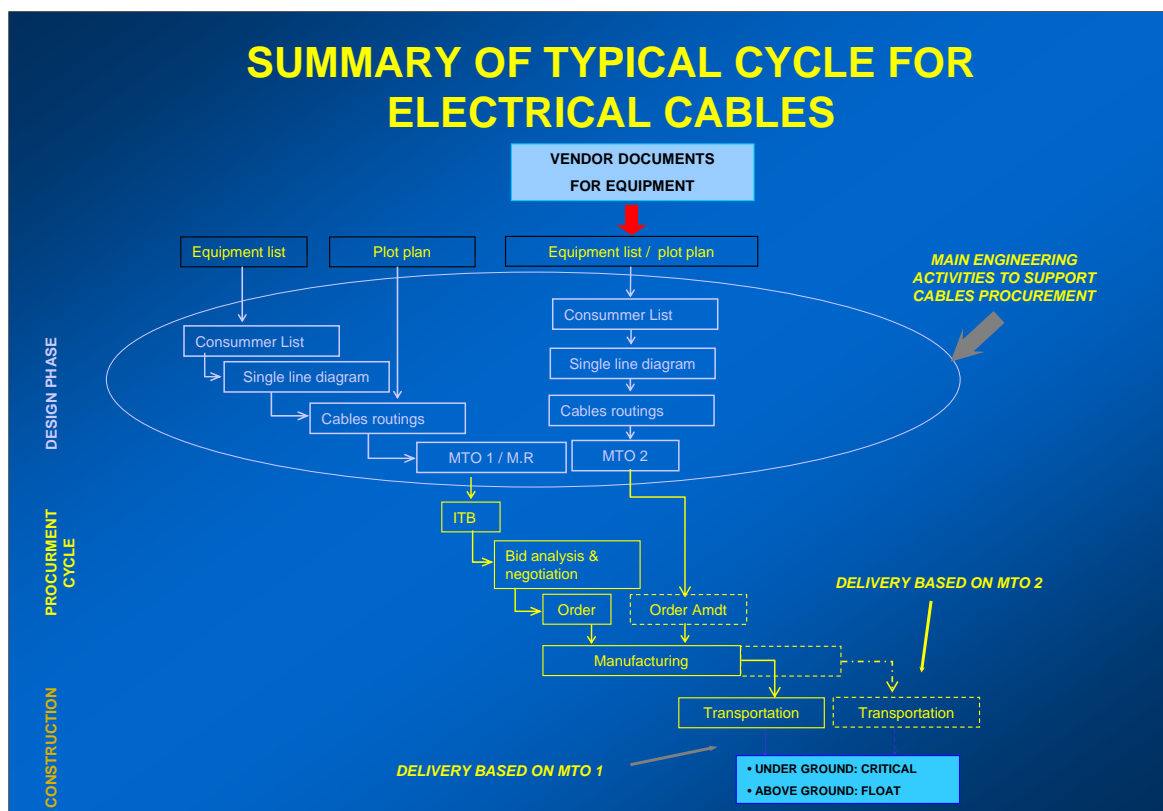 SUMMARY OF TYPICAL CYCLE FOR
ELECTRICAL CABLES
VENDOR DOCUMENTS
FOR EQUIPMENT
Equipment list
Plot plan
Equipment list / plot plan
MAIN ENGINEERING
ACTIVITIES TO SUPPORT
CABLES PROCUREMENT
DESIGN PHASE
Consummer List
Single line diagram
Cables routings
MTO 1 / M.R
Consummer List
Single line diagram
Cables routings
MTO 2
PROCURMENT
CYCLE
ITB
Bid analysis &
negotiation
Order
Order Amdt
DELIVERY BASED ON MTO 2
Manufacturing
CONSTRUCTION
Transportation
Transportation
DELIVERY BASED ON MTO 1
• UNDER GROUND: CRITICAL
• ABOVE GROUND: FLOAT